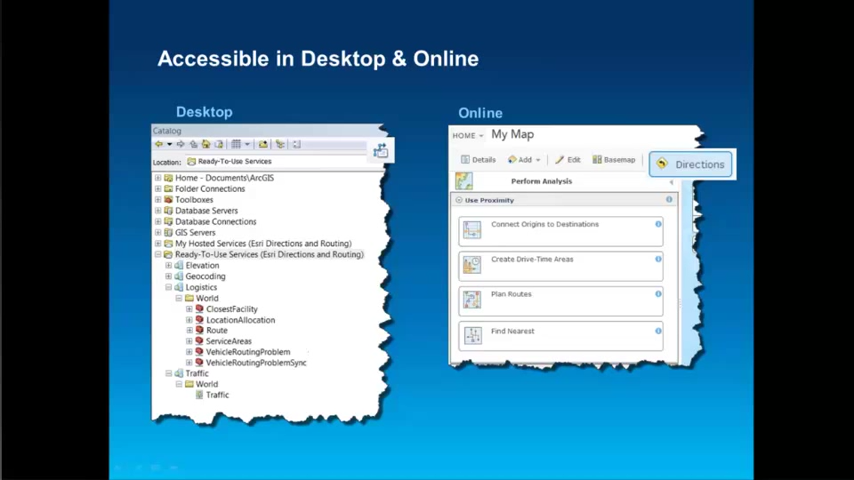 Accessible in Desktop & Online
Desktop
Catalog
Location: Ready-To-Use Services
Home - Documents\ArcGIS
Folder Connections
Toolboxes
Database Servers
Database Connections
GIS Servers
My Hosted Services (Esri Directions and Routing)
Ready-To-Use Services (Esri Directions and Routing)
Elevation
Geocoding
Logistics
World
ClosestFacility
LocationAllocation
Route
ServiceAreas
VehicleRoutingProblem
VehicleRoutingProblemSync
Traffic
World
Traffic
Online
HOME My Map
Details Add Edit Basemap Directions
Perform Analysis
Use Proximity
Connect Origins to Destinations
Create Drive-Time Areas
Plan Routes
Find Nearest